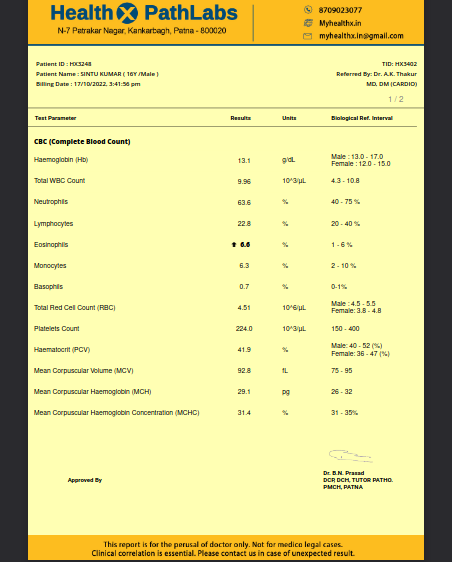 Health PathLabs
N-7 Patrakar Nagar, Kankarbagh, Patna - 800020
8709023077
Myhealthx.in
myhealthx.in@gmail.com
Patient ID : HX3248
Patient Name : SINTU KUMAR ( 16Y /Male )
Billing Date : 17/10/2022, 3:41:56 pm
TID: HX3402
Referred By: Dr. A.K. Thakur
MD, DM (CARDIO)
1 / 2
Test Parameter Results Units Biological Ref. Interval
CBC (Complete Blood Count)
Haemoglobin (Hb) 13.1 g/dL Male : 13.0 - 17.0
Female : 12.0 - 15.0
Total WBC Count 9.96 10^3/µL 4.3 - 10.8
Neutrophils 63.6 % 40 - 75 %
Lymphocytes 22.8 % 20 - 40 %
Eosinophils ⬆ 6.6 % 1 - 6 %
Monocytes 6.3 % 2 - 10 %
Basophils 0.7 % 0-1%
Total Red Cell Count (RBC) 4.51 10^6/µL Male : 4.5 - 5.5
Female: 3.8 - 4.8
Platelets Count 224.0 10^3/µL 150 - 400
Haematocrit (PCV) 41.9 % Male: 40 - 52 (%)
Female: 36 - 47 (%)
Mean Corpuscular Volume (MCV) 92.8 fL 75 - 95
Mean Corpuscular Haemoglobin (MCH) 29.1 pg 26 - 32
Mean Corpuscular Haemoglobin Concentration (MCHC) 31.4 % 31 - 35%
Approved By
Dr. B.N. Prasad
DCP, DCH, TUTOR PATHO.
PMCH, PATNA
This report is for the perusal of doctor only. Not for medico legal cases.
Clinical correlation is essential. Please contact us in case of unexpected result.